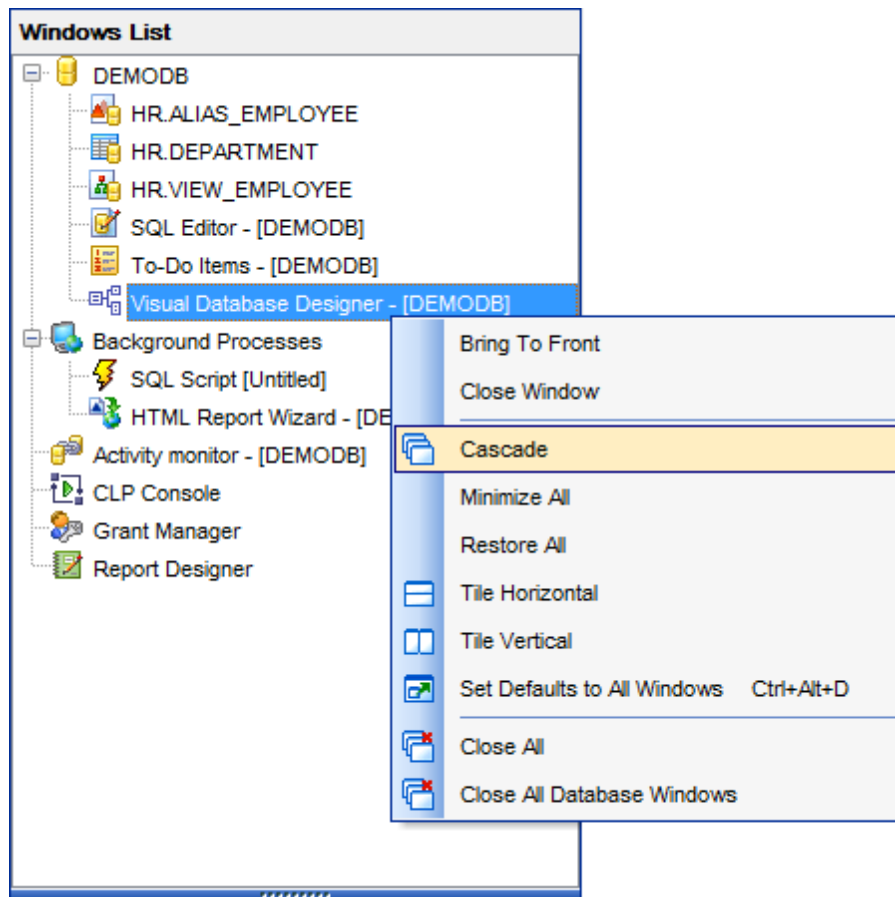 Windows List
DEMODB
HR.ALIAS_EMPLOYEE
HR.DEPARTMENT
HR.VIEW_EMPLOYEE
SQL Editor - [DEMODB]
To-Do Items - [DEMODB]
Visual Database Designer - [DEMODB]
Background Processes
SQL Script [Untitled]
HTML Report Wizard - [DE
Activity monitor - [DEMODB]
CLP Console
Grant Manager
Report Designer
Bring To Front
Close Window
Cascade
Minimize All
Restore All
Tile Horizontal
Tile Vertical
Set Defaults to All Windows Ctrl+Alt+D
Close All
Close All Database Windows